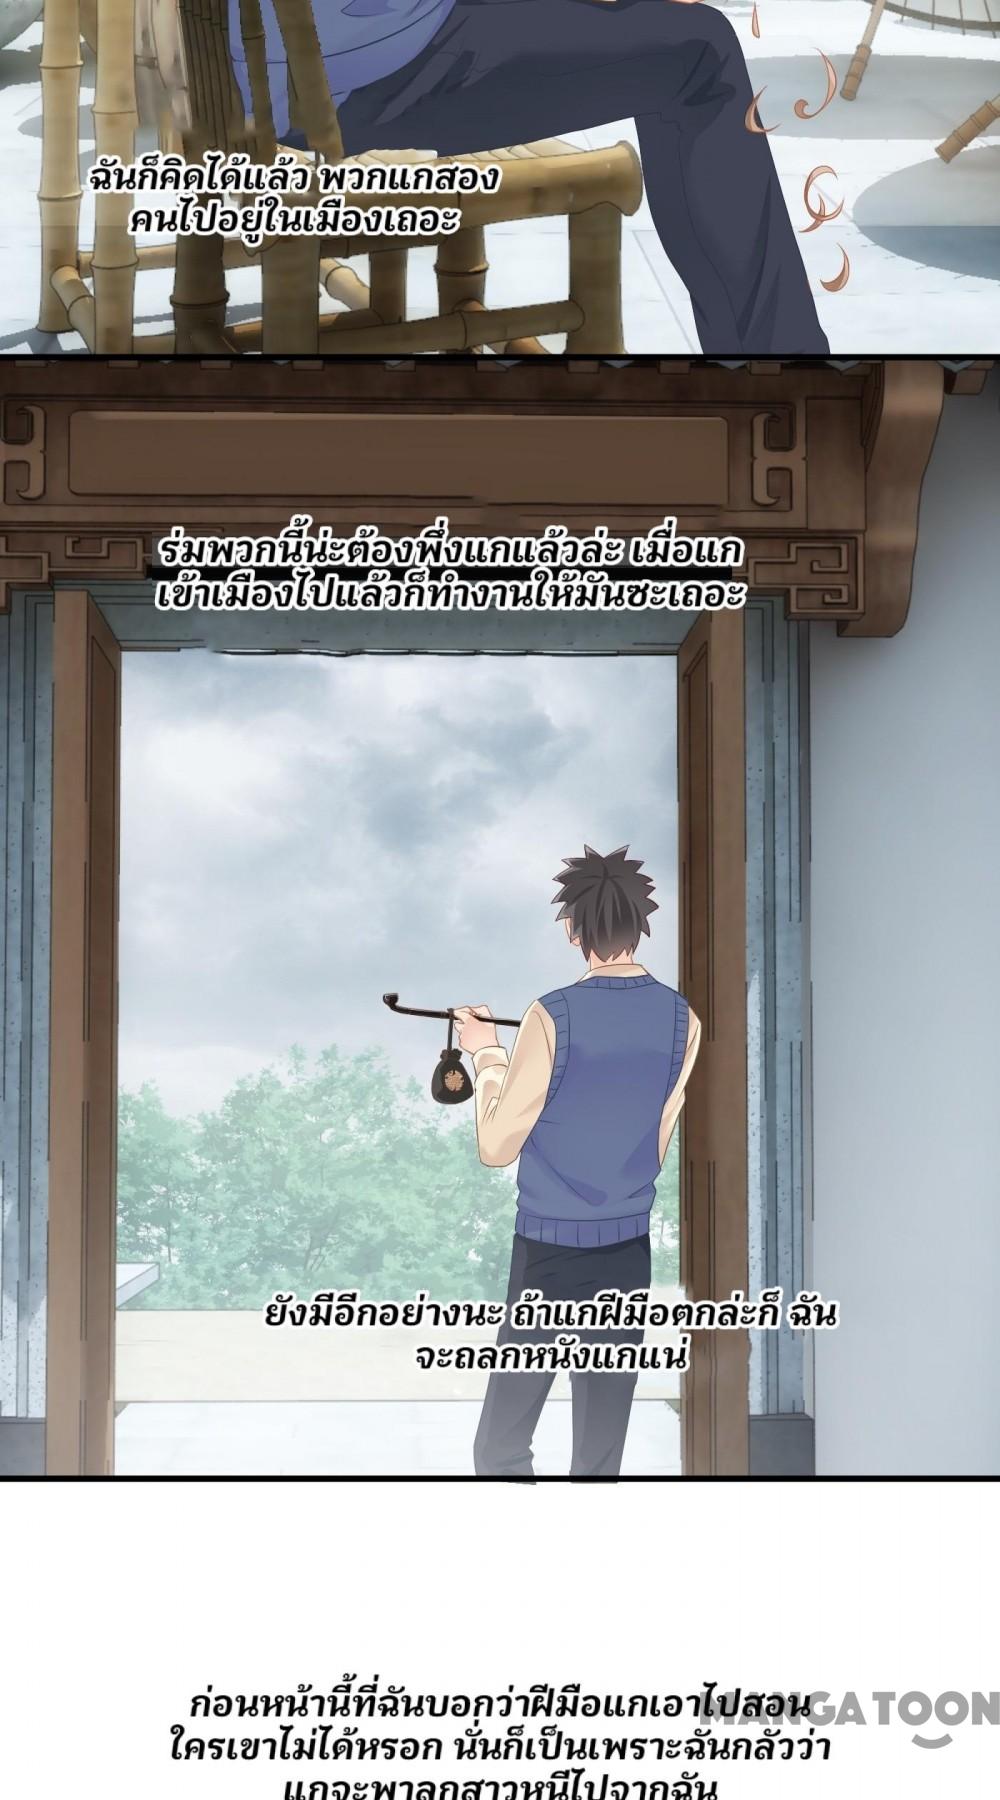 ฉันก็คิดได้แล้ว พวกแกสอง
คนไปอยู่ในเมืองเถอะ
ร่มพวกนี้น่ะต้องพึ่งแกแล้วล่ะ เมื่อแก
เข้าเมืองไปแล้วก็ทำงานให้มันซะเถอะ
ยังมีอีกอย่างนะ ถ้าแกฝีมือตกล่ะก็ ฉัน
จะถลกหนังแกแน่
ก่อนหน้านี้ที่ฉันบอกว่าฝีมือแกเอาไปสอน
ใครเขาไม่ได้หรอก นั่นก็เป็นเพราะฉันกลัวว่า
แกจะพาลูกสาวหนีไปจากฉัน
MANGATOON